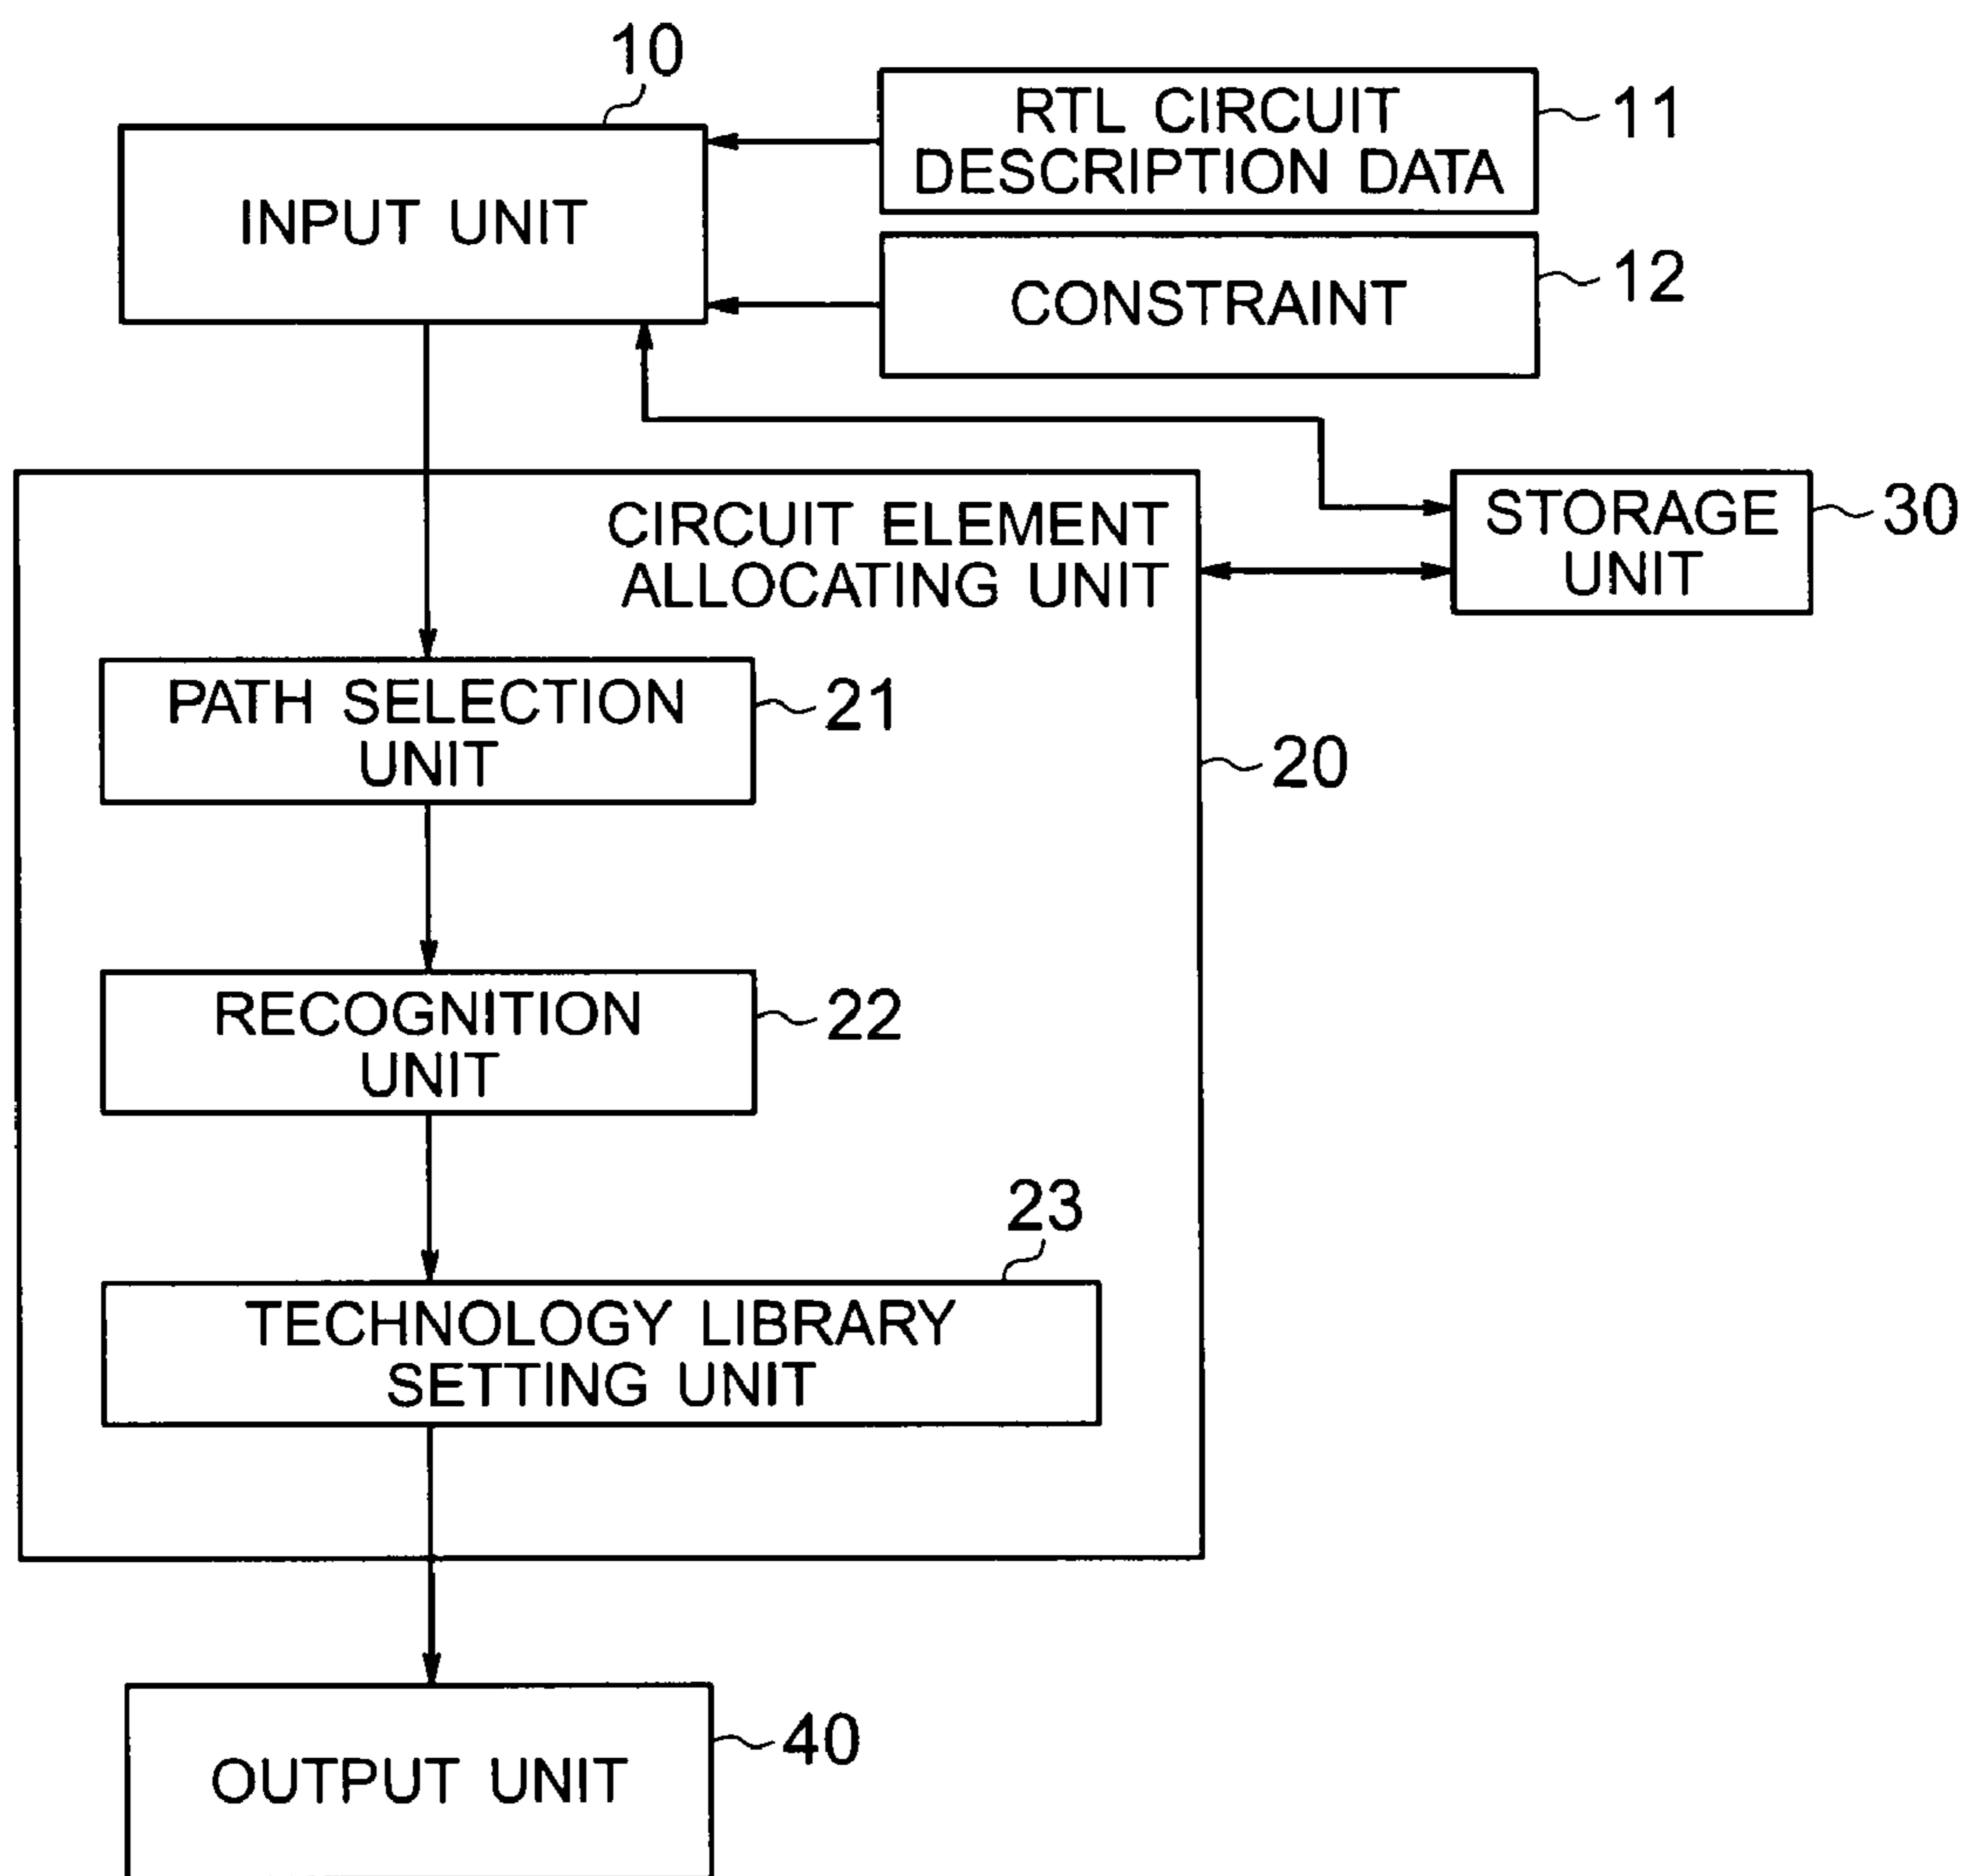 10
RTL CIRCUIT
DESCRIPTION DATA
11
INPUT UNIT
CONSTRAINT
12
CIRCUIT ELEMENT
ALLOCATING UNIT
STORAGE
UNIT
30
PATH SELECTION
UNIT
21
20
RECOGNITION
UNIT
22
23
TECHNOLOGY LIBRARY
SETTING UNIT
OUTPUT UNIT
40